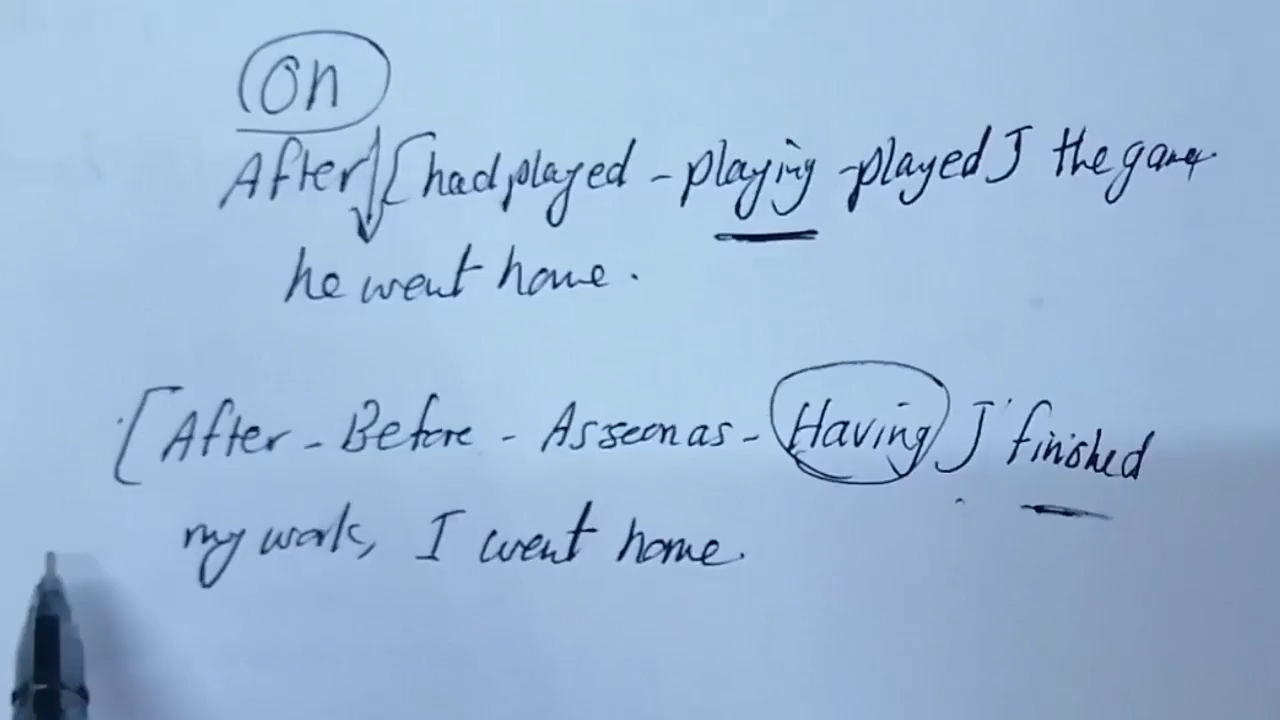 On
After [had played - playing - played] the game
he went home.
[After - Before - As soon as - Having] finished
my work, I went home.